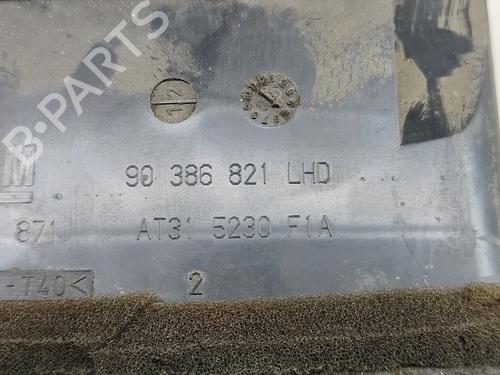 B-PARTS
12
M
90 386 821 LHD
871 AT31 5230 F1A
-T40< 2